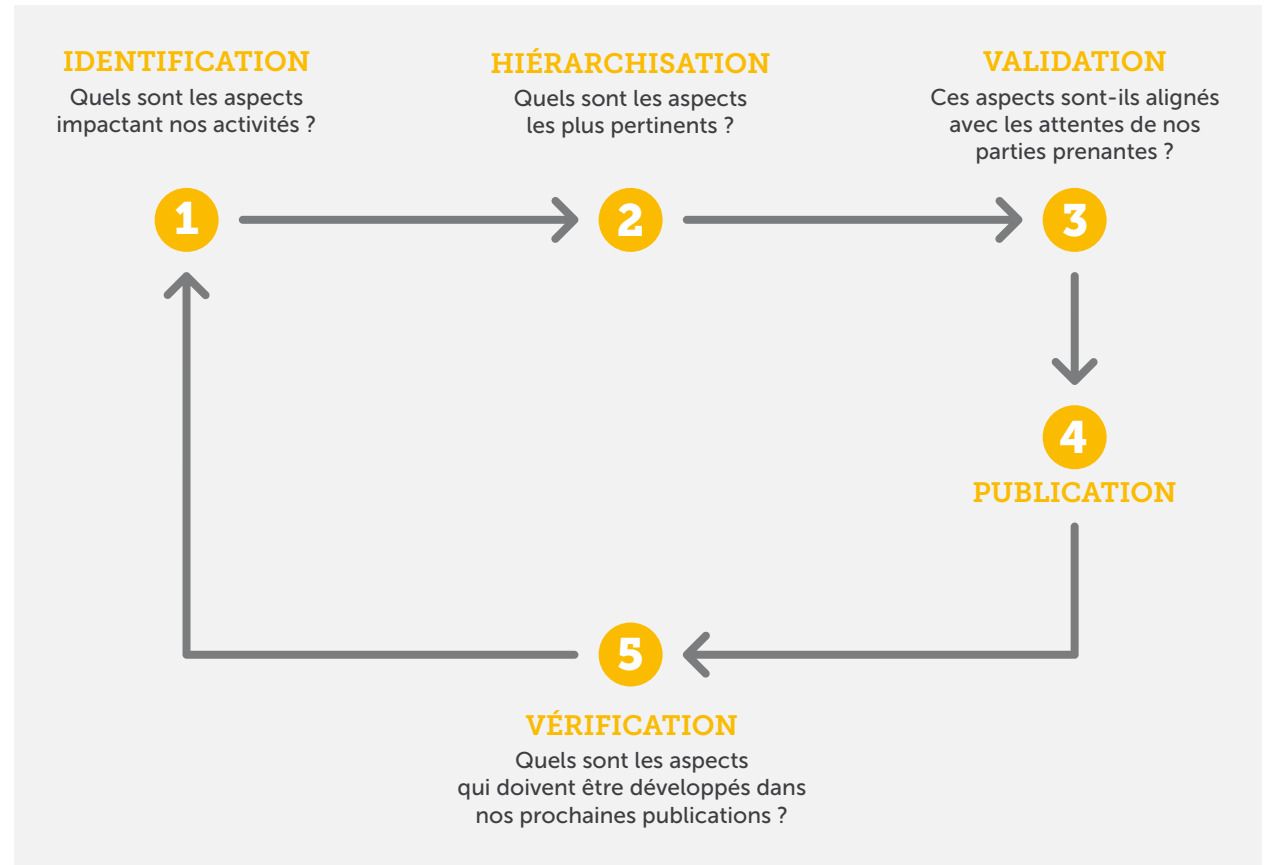 IDENTIFICATION
Quels sont les aspects
impactant nos activités ?
HIÉRARCHISATION
Quels sont les aspects
les plus pertinents ?
VALIDATION
Ces aspects sont-ils alignés
avec les attentes de nos
parties prenantes ?
1
2
3
4
PUBLICATION
5
VÉRIFICATION
Quels sont les aspects
qui doivent être développés dans
nos prochaines publications ?